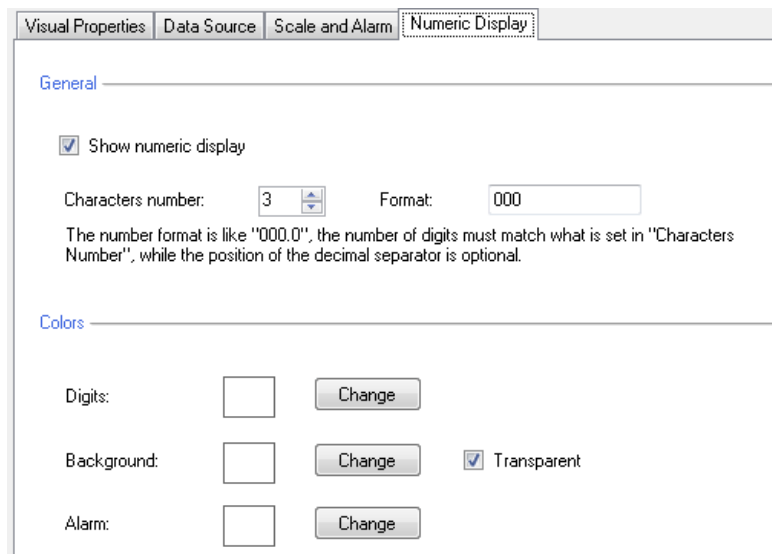 Visual Properties Data Source Scale and Alarm Numeric Display
General
Show numeric display
Characters number: 3 Format: 000
The number format is like "000.0", the number of digits must match what is set in "Characters
Number", while the position of the decimal separator is optional.
Colors
Digits: Change
Background: Change Transparent
Alarm: Change